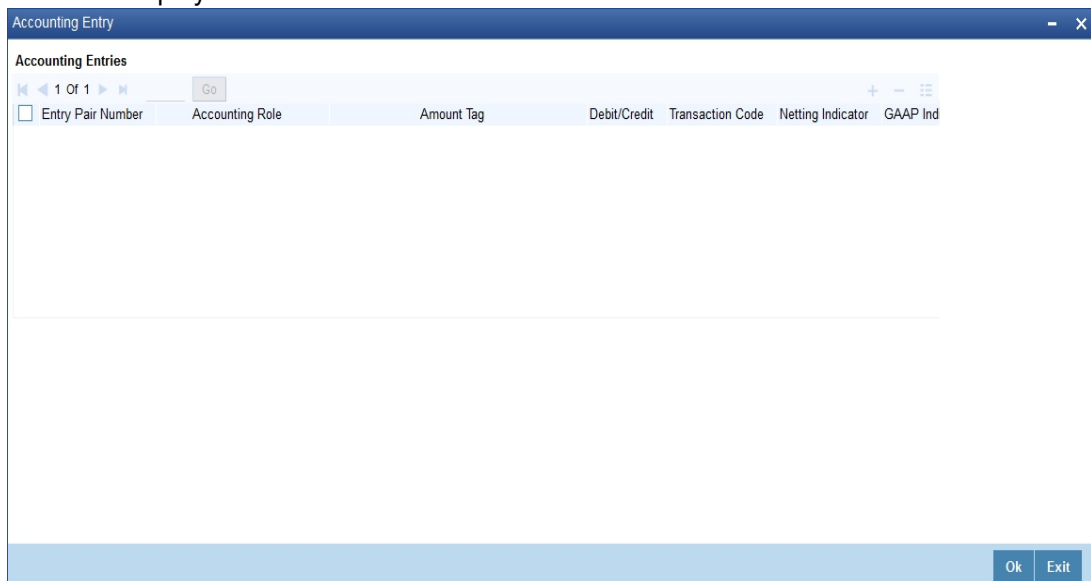 Accounting Entry
Accounting Entries
1 Of 1 Go
Entry Pair Number Accounting Role Amount Tag Debit/Credit Transaction Code Netting Indicator GAAP Ind
Ok Exit